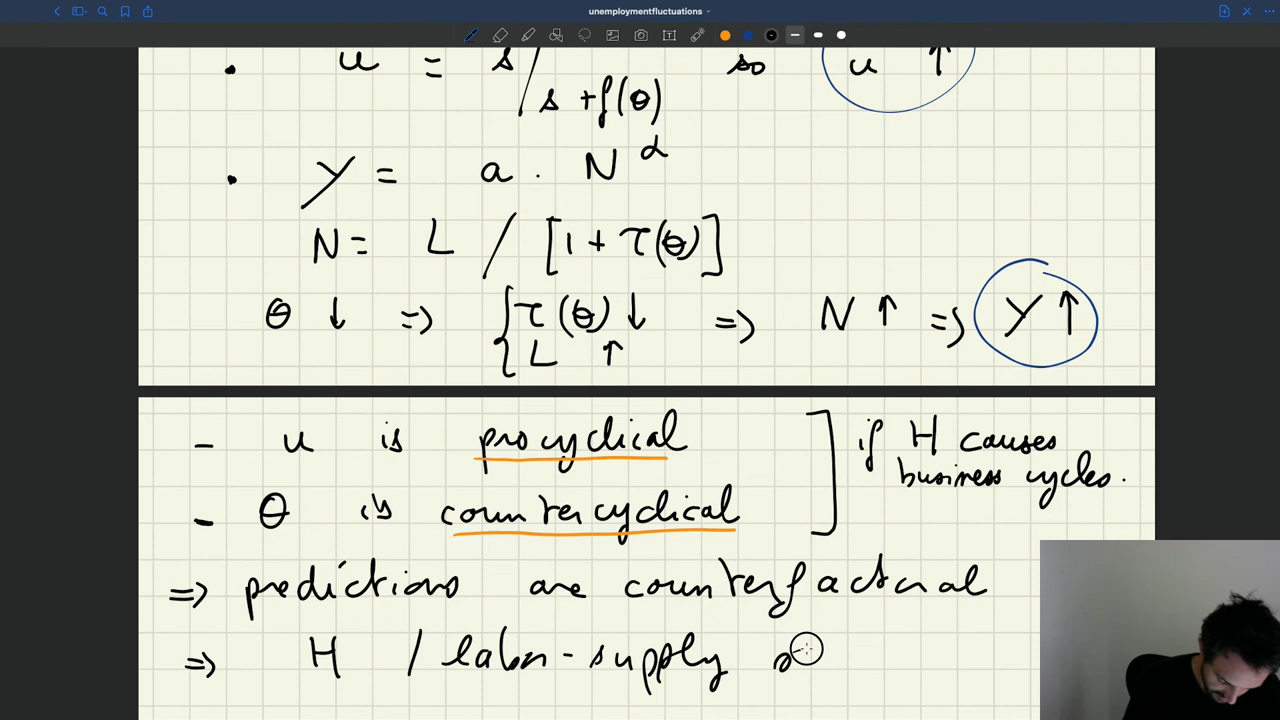 unemploymentfluctuations
• u = s/ s + f(θ) so u ↑
• Y = a · N^α
N = L / [1 + τ(θ)]
θ ↓ => { τ(θ) ↓ L ↑ => N ↑ => Y ↑
- u is procyclical
- θ is countercyclical
] if H causes
business cycles.
=> predictions are counterfactual
=> H / labor-supply